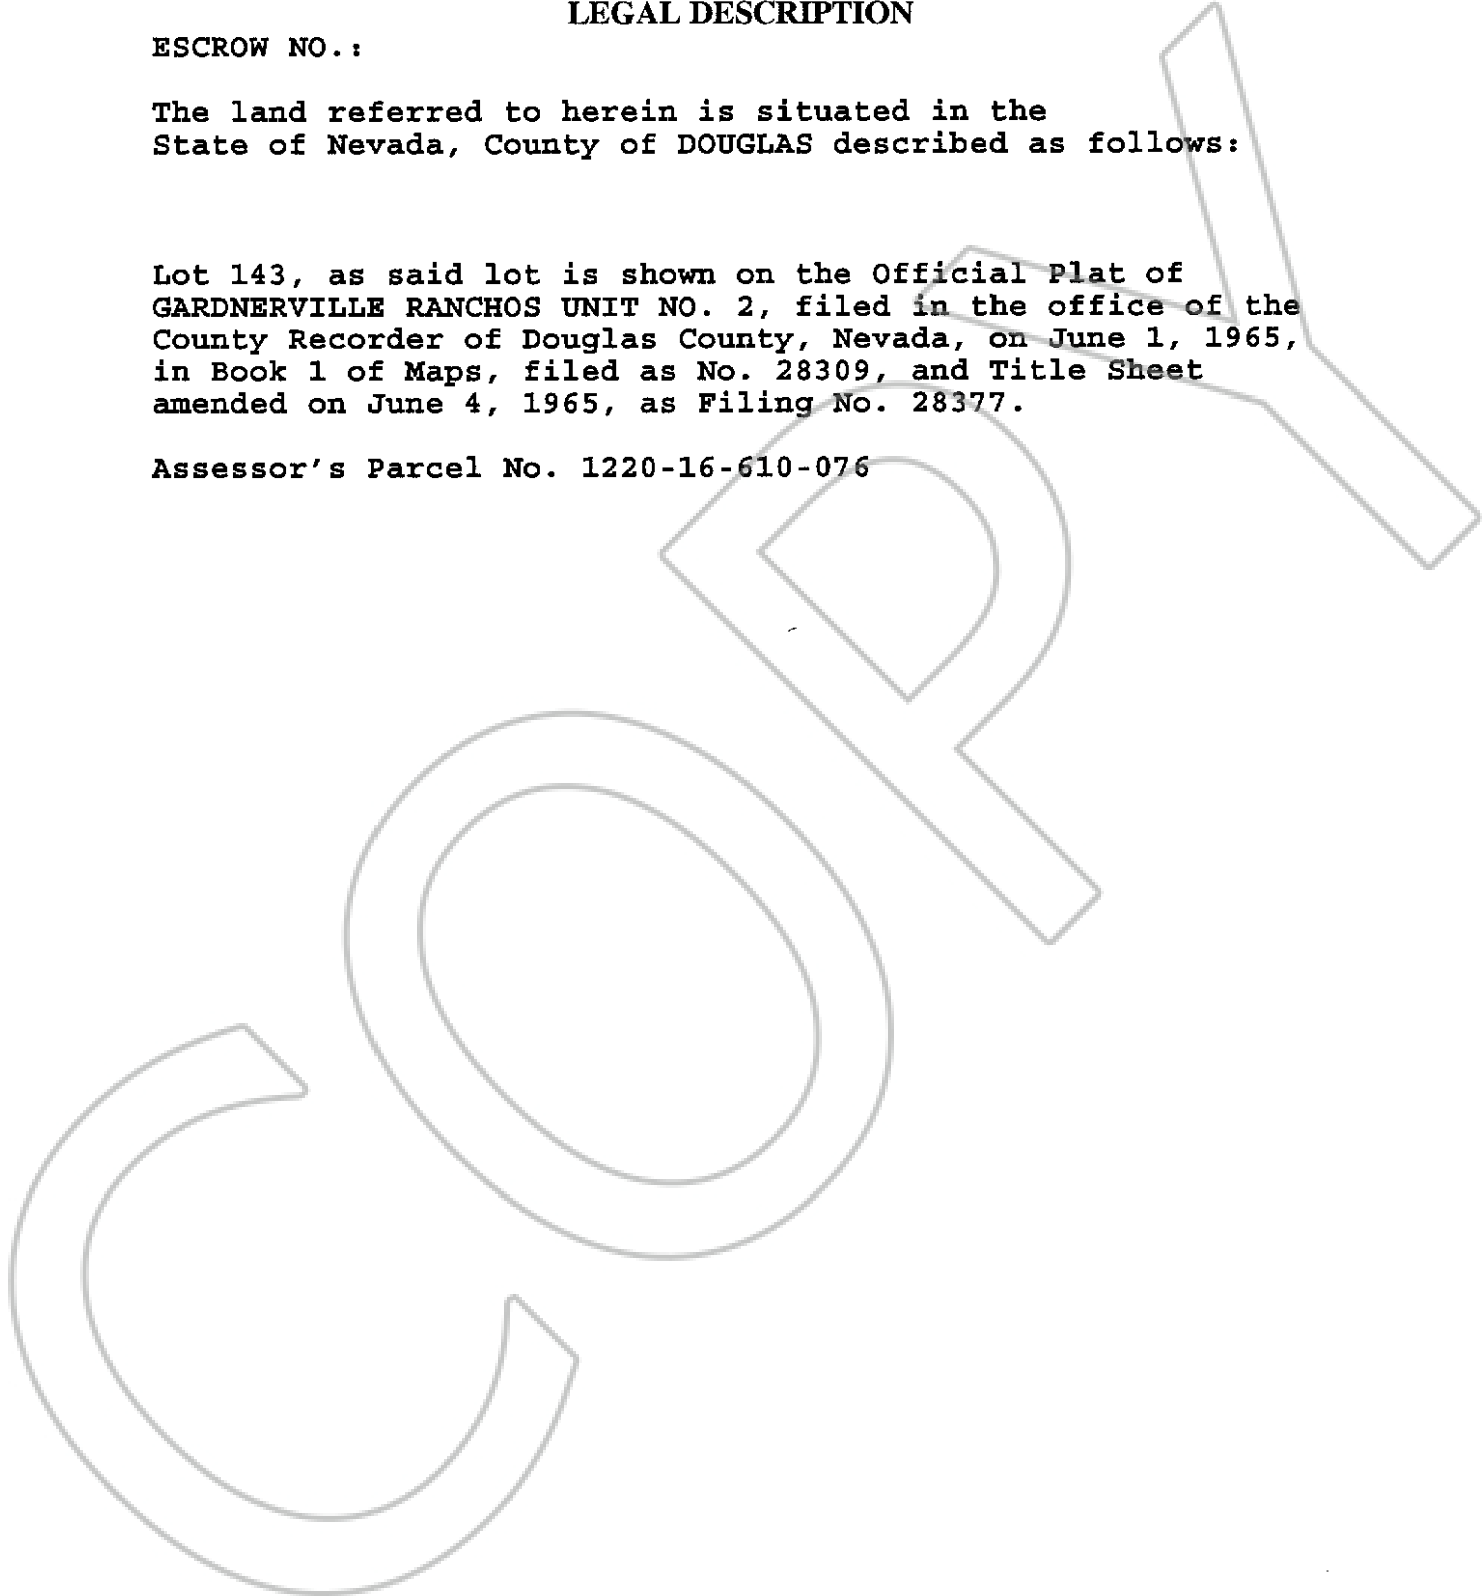 LEGAL DESCRIPTION
ESCROW NO.:
The land referred to herein is situated in the
State of Nevada, County of DOUGLAS described as follows:
Lot 143, as said lot is shown on the Official Plat of
GARDNERVILLE RANCHOS UNIT NO. 2, filed in the office of the
County Recorder of Douglas County, Nevada, on June 1, 1965,
in Book 1 of Maps, filed as No. 28309, and Title Sheet
amended on June 4, 1965, as Filing No. 28377.
Assessor's Parcel No. 1220-16-610-076
COPY